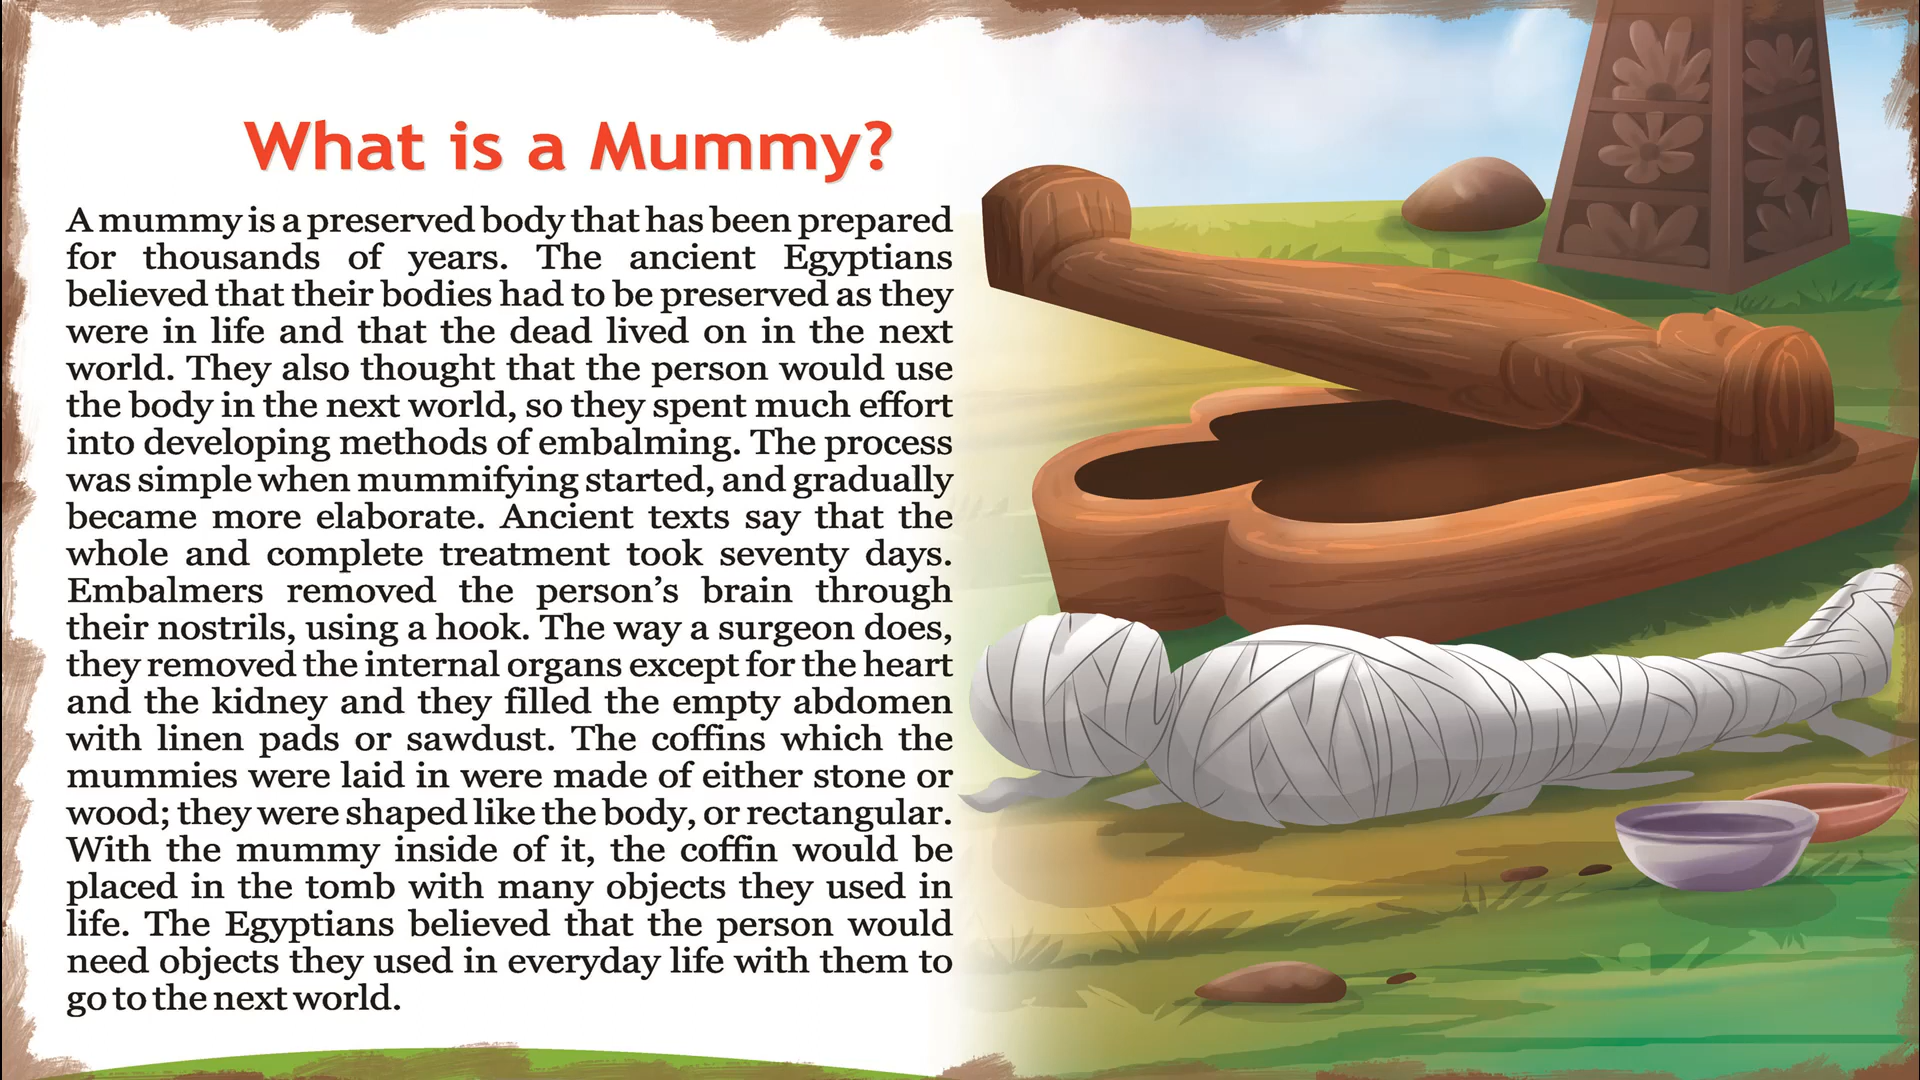 What is a Mummy?
A mummy is a preserved body that has been prepared
for thousands of years. The ancient Egyptians
believed that their bodies had to be preserved as they
were in life and that the dead lived on in the next
world. They also thought that the person would use
the body in the next world, so they spent much effort
into developing methods of embalming. The process
was simple when mummifying started, and gradually
became more elaborate. Ancient texts say that the
whole and complete treatment took seventy days.
Embalmers removed the person’s brain through
their nostrils, using a hook. The way a surgeon does,
they removed the internal organs except for the heart
and the kidney and they filled the empty abdomen
with linen pads or sawdust. The coffins which the
mummies were laid in were made of either stone or
wood; they were shaped like the body, or rectangular.
With the mummy inside of it, the coffin would be
placed in the tomb with many objects they used in
life. The Egyptians believed that the person would
need objects they used in everyday life with them to
go to the next world.